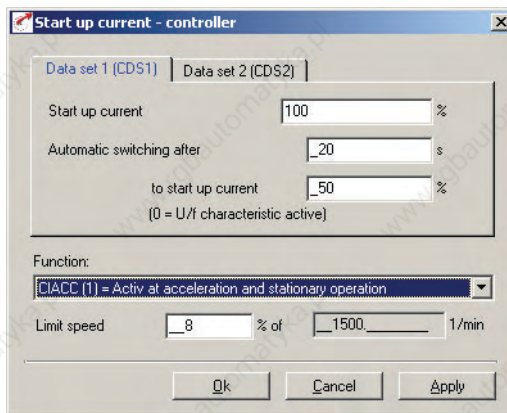 Start up current - controller
Data set 1 (CDS1) Data set 2 (CDS2)
Start up current 100 %
Automatic switching after _20 s
to start up current _50 %
(0 = U/f characteristic active)
Function:
CIACC (1) = Activ at acceleration and stationary operation
Limit speed __8 % of __1500._______ 1/min
Ok Cancel Apply